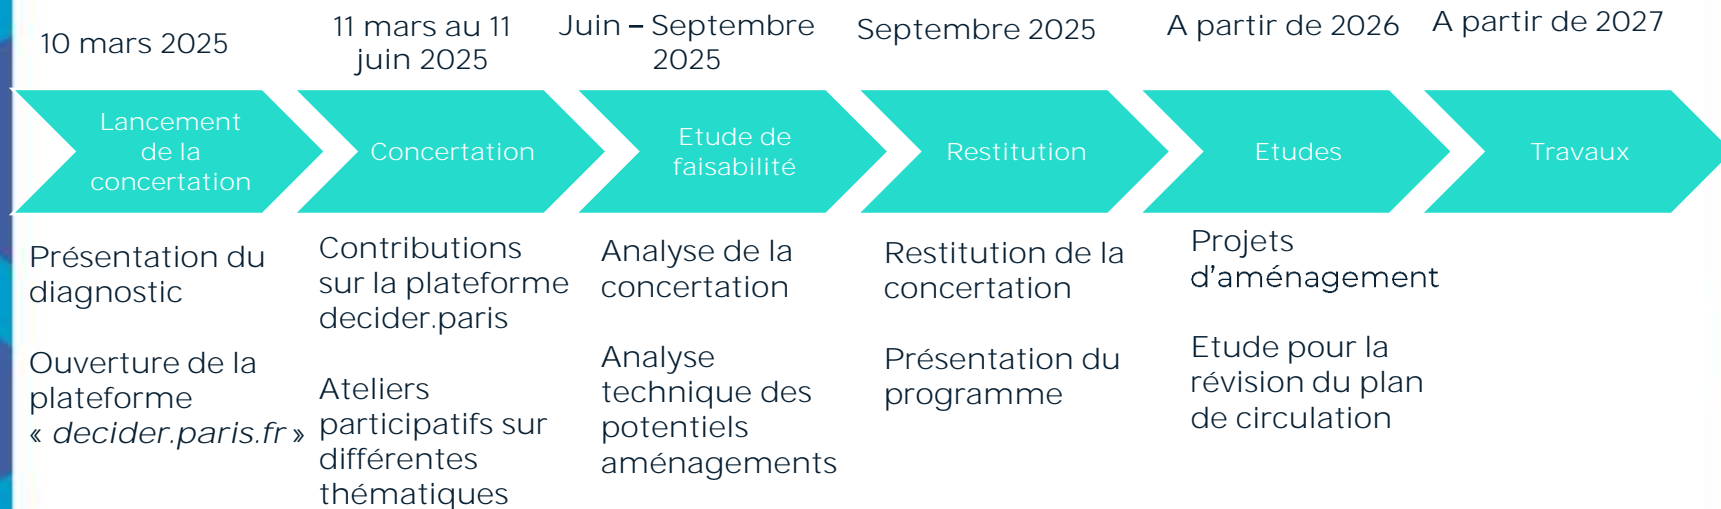 10 mars 2025
11 mars au 11
juin 2025
Juin – Septembre
2025
Septembre 2025
A partir de 2026
A partir de 2027
Lancement
de la
concertation
Concertation
Etude de
faisabilité
Restitution
Etudes
Travaux
Présentation du
diagnostic
Ouverture de la
plateforme
« decider.paris.fr »
Contributions
sur la plateforme
decider.paris
Ateliers
participatifs sur
différentes
thématiques
Analyse de la
concertation
Analyse
technique des
potentiels
aménagements
Restitution de la
concertation
Présentation du
programme
Projets
d'aménagement
Etude pour la
révision du plan
de circulation